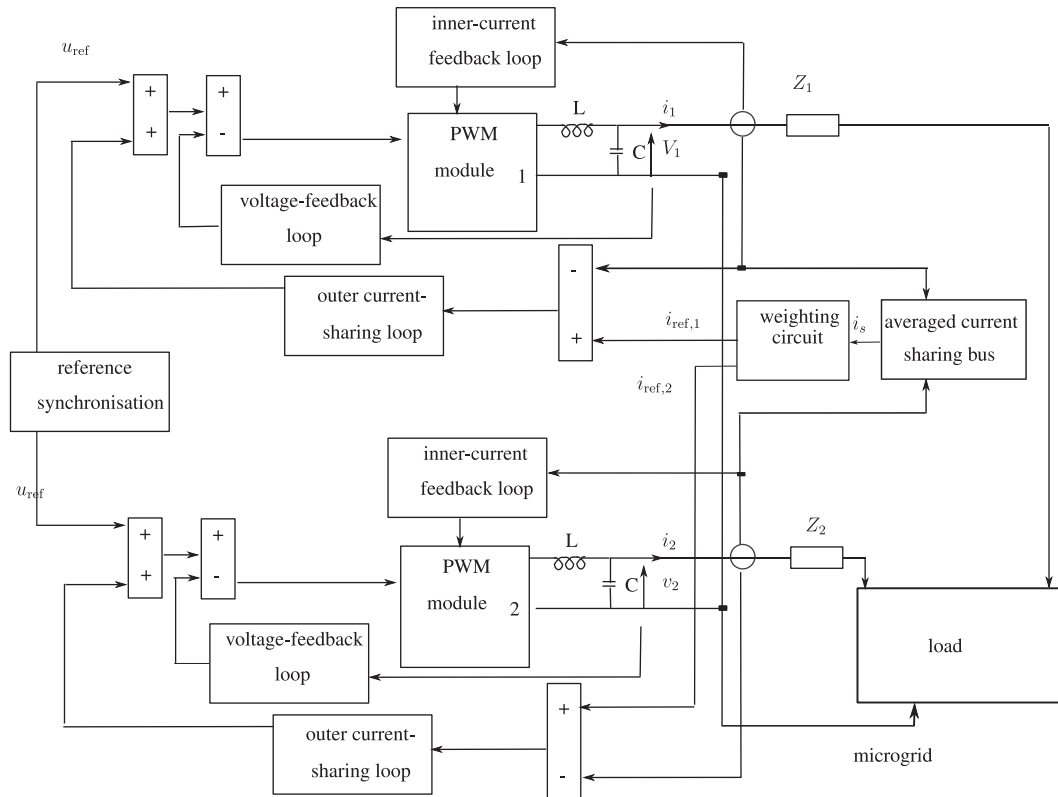 inner-current
feedback loop
u_ref
Z_1
+
+
+
-
PWM
module
1
L
C
i_1
V_1
voltage-feedback
loop
outer current-
sharing loop
-
+
i_ref,1
weighting
circuit
i_s
averaged current
sharing bus
i_ref,2
reference
synchronisation
inner-current
feedback loop
u_ref
Z_2
+
+
+
-
PWM
module
2
L
C
i_2
v_2
voltage-feedback
loop
load
outer current-
sharing loop
+
-
microgrid